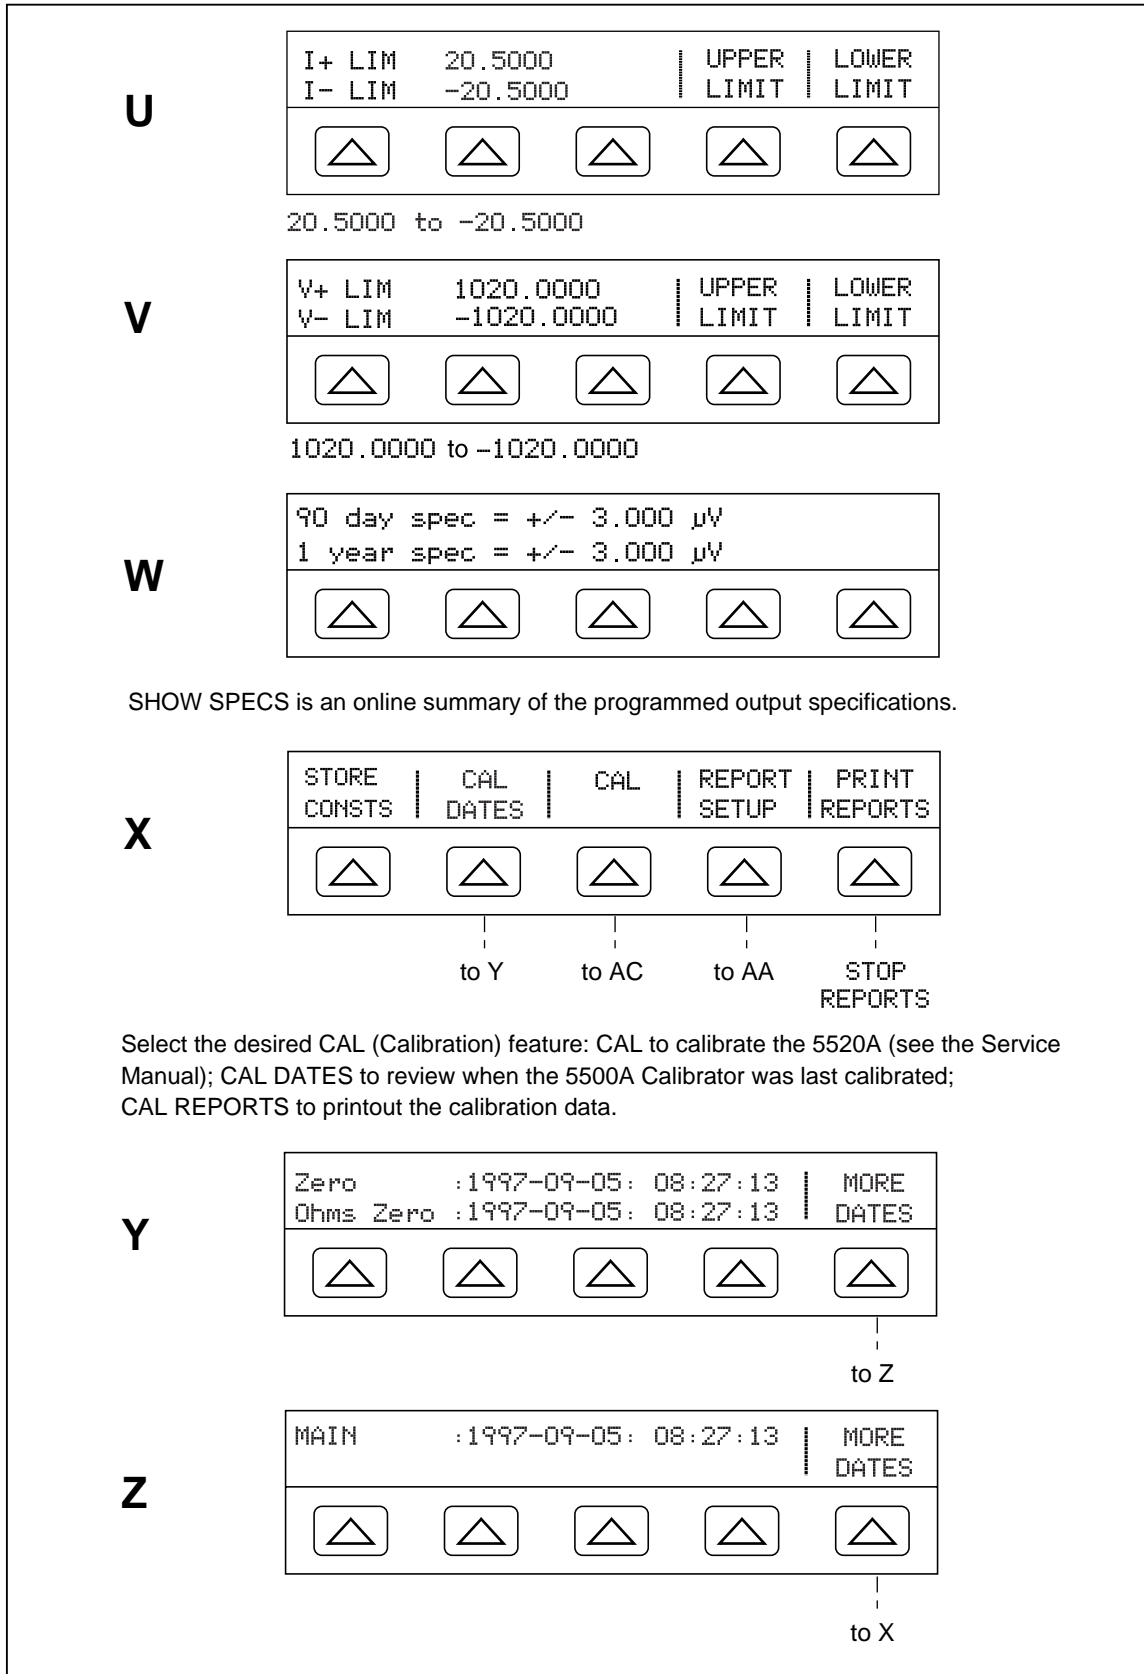 U
I+ LIM 20.5000 UPPER LOWER
I- LIM -20.5000 LIMIT LIMIT
20.5000 to -20.5000
V
V+ LIM 1020.0000 UPPER LOWER
V- LIM -1020.0000 LIMIT LIMIT
1020.0000 to -1020.0000
W
90 day spec = +/- 3.000 µV
1 year spec = +/- 3.000 µV
SHOW SPECS is an online summary of the programmed output specifications.
X
STORE CAL CAL REPORT PRINT
CONSTS DATES SETUP REPORTS
to Y to AC to AA STOP
REPORTS
Select the desired CAL (Calibration) feature: CAL to calibrate the 5520A (see the Service
Manual); CAL DATES to review when the 5500A Calibrator was last calibrated;
CAL REPORTS to printout the calibration data.
Y
Zero :1997-09-05: 08:27:13 MORE
Ohms Zero :1997-09-05: 08:27:13 DATES
to Z
Z
MAIN :1997-09-05: 08:27:13 MORE
DATES
to X